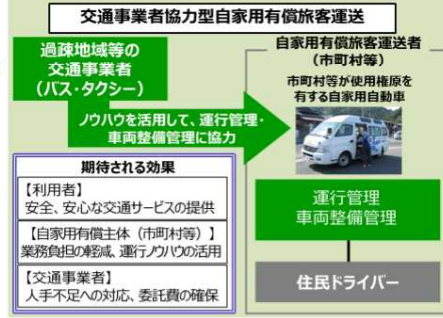 交通事業者協力型自家用有償旅客運送
過疎地域等の
交通事業者
(バス・タクシー)
ノウハウを活用して、運行管理・
車両整備管理に協力
自家用有償旅客運送者
(市町村等)
市町村等が使用権原を
有する自家用自動車
運行管理
車両整備管理
住民ドライバー
期待される効果
【利用者】
安全、安心な交通サービスの提供
【自家用有償主体(市町村等)】
業務負担の軽減、運行ノウハウの活用
【交通事業者】
人手不足への対応、委託費の確保